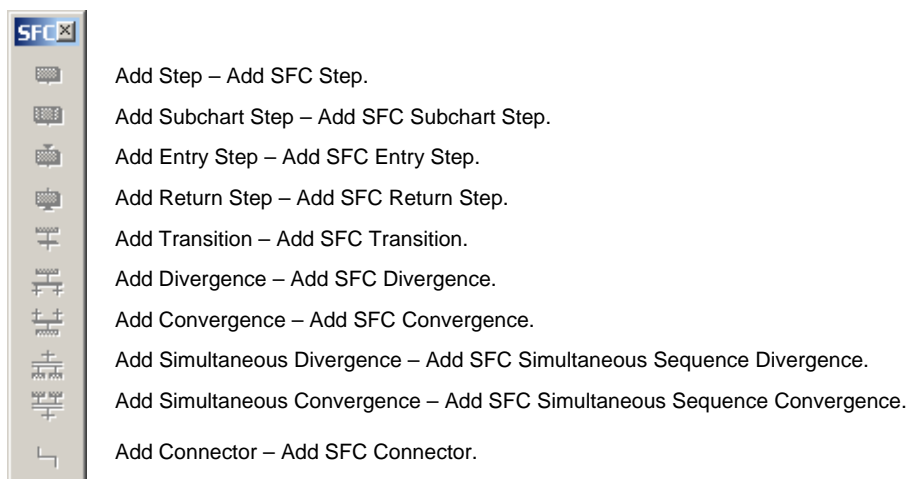 SFC
Add Step – Add SFC Step.
Add Subchart Step – Add SFC Subchart Step.
Add Entry Step – Add SFC Entry Step.
Add Return Step – Add SFC Return Step.
Add Transition – Add SFC Transition.
Add Divergence – Add SFC Divergence.
Add Convergence – Add SFC Convergence.
Add Simultaneous Divergence – Add SFC Simultaneous Sequence Divergence.
Add Simultaneous Convergence – Add SFC Simultaneous Sequence Convergence.
Add Connector – Add SFC Connector.